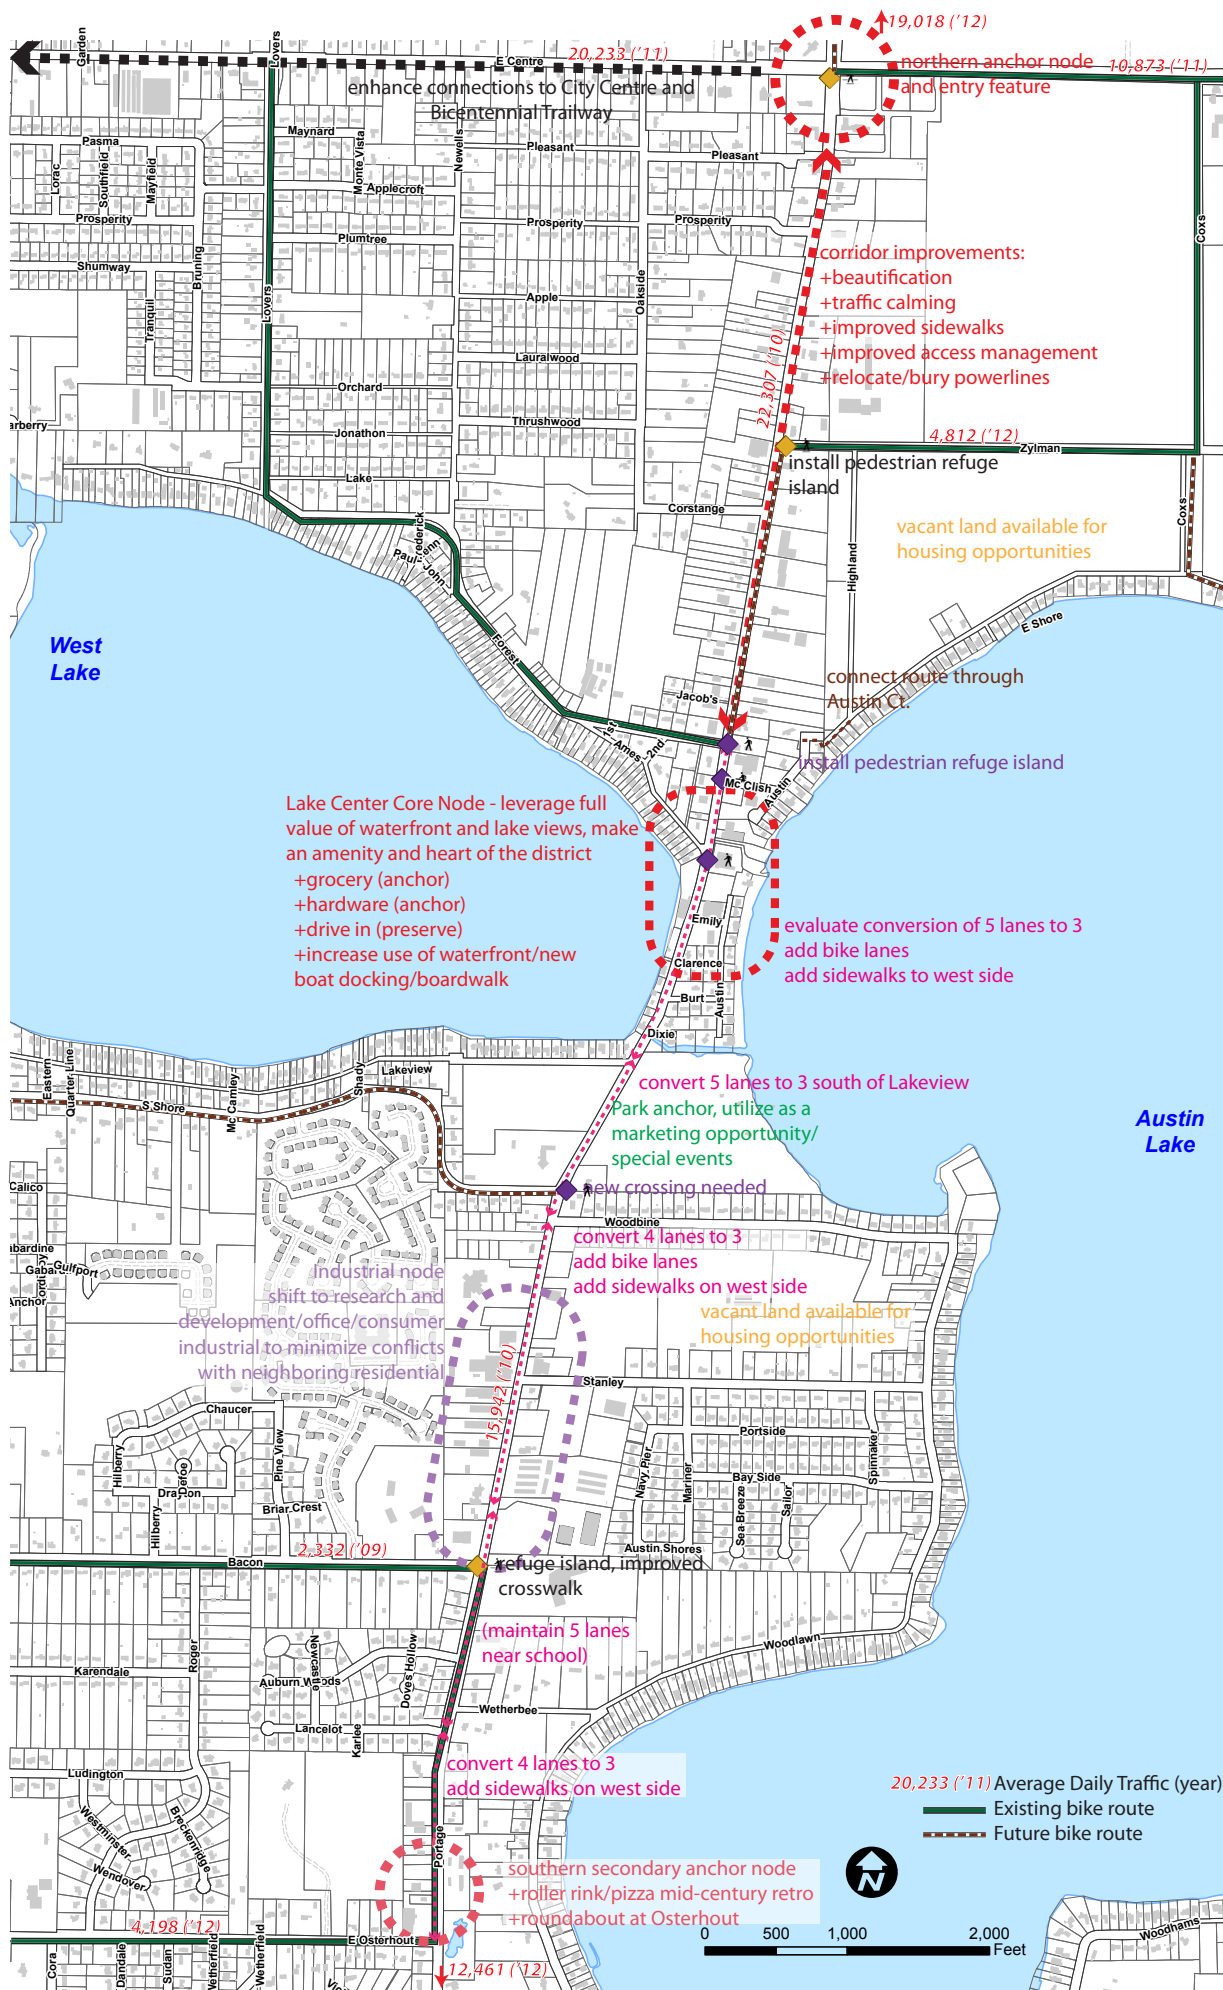 19,018 ('12)
Garden
Lovers
20,233 ('11)
E Centre
northern anchor node
and entry feature
10,873 ('11)
enhance connections to City Centre and
Bicentennial Trailway
Maynard
Monte Vista
Newells
Pleasant
Pleasant
Pasma
Lorac
Southfield
Mayfield
Applecroft
Prosperity
Prosperity
Prosperity
Plumtree
Coxs
Shumway
Bruning
Tranquil
Lovers
Apple
Oakside
corridor improvements:
+beautification
+traffic calming
+improved sidewalks
+improved access management
+relocate/bury powerlines
22,307 ('10)
Lauralwood
Orchard
Thrushwood
arberry
Jonathon
4,812 ('12)
Zylman
install pedestrian refuge
island
Lake
Corstange
Coxs
Frederick
Paul
Penn
John
Highland
vacant land available for
housing opportunities
E Shore
West
Lake
Forest
connect route through
Austin Ct.
Jacob's
1st
Ames
2nd
install pedestrian refuge island
Mc Clish
Austin
Lake Center Core Node - leverage full
value of waterfront and lake views, make
an amenity and heart of the district
+grocery (anchor)
+hardware (anchor)
+drive in (preserve)
+increase use of waterfront/new
boat docking/boardwalk
Emily
evaluate conversion of 5 lanes to 3
add bike lanes
add sidewalks to west side
Clarence
Burt
Austin
Dixie
Eastern
Quarter Line
Mc Camley
Shady
Lakeview
S Shore
convert 5 lanes to 3 south of Lakeview
Park anchor, utilize as a
marketing opportunity/
special events
Austin
Lake
Calico
new crossing needed
Woodbine
convert 4 lanes to 3
add bike lanes
add sidewalks on west side
abardine
Gulfport
Anchor
Industrial node
shift to research and
development/office/consumer
industrial to minimize conflicts
with neighboring residential
vacant land available for
housing opportunities
15,942 ('10)
Stanley
Chaucer
Portside
Hilberry
Defoe
Pine View
Navy Pier
Mariner
Spinnaker
Bay Side
Drayton
Briar Crest
Hilberry
Sea Breeze
Sailor
2,332 ('09)
Austin Shores
Bacon
refuge island, improved
crosswalk
(maintain 5 lanes
near school)
Roger
Newcastle
Doves Hollow
Woodlawn
Karendale
Auburn Woods
Wetherbee
Lancelot
Karlee
convert 4 lanes to 3
add sidewalks on west side
Ludington
Westminster
Breckenridge
Wendover
20,233 ('11) Average Daily Traffic (year)
Existing bike route
Future bike route
Portage
southern secondary anchor node
+roller rink/pizza mid-century retro
+roundabout at Osterhout
N
4,198 ('12)
E Osterhout
0 500 1,000 2,000
Feet
Woodhams
Cora
Dandale
Sudan
Wetherfield
Wetherfield
12,461 ('12)